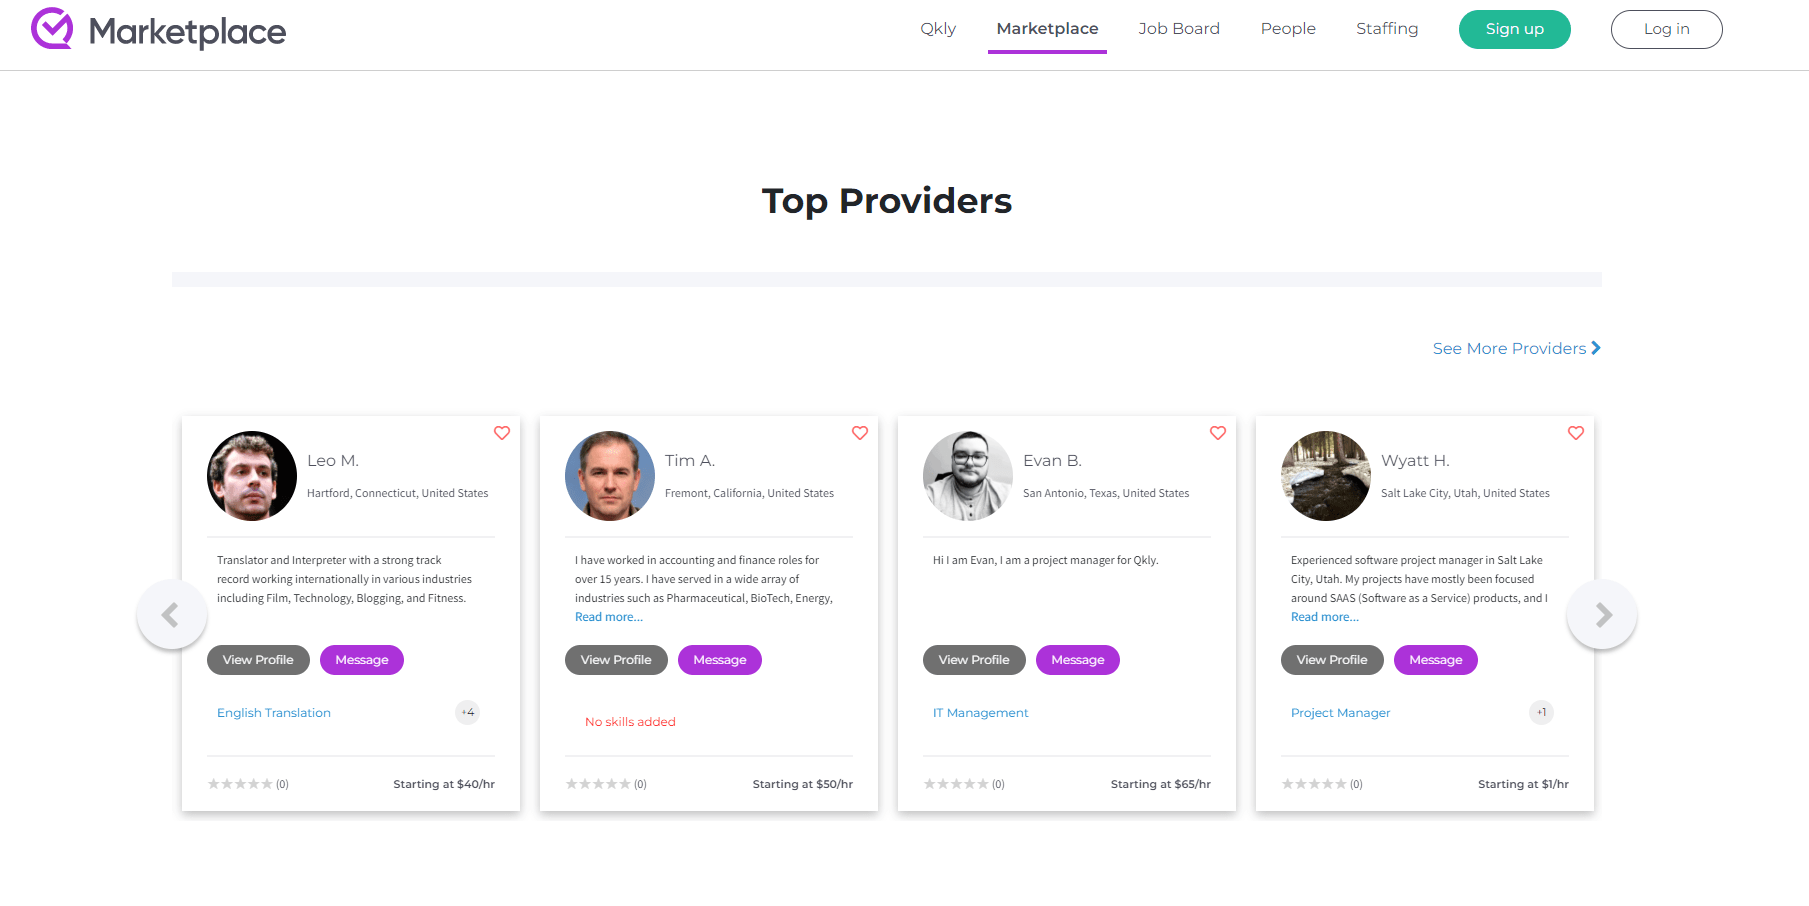 Marketplace
Qkly
Marketplace
Job Board
People
Staffing
Sign up
Log in
Top Providers
See More Providers
Leo M.
Hartford, Connecticut, United States
Translator and Interpreter with a strong track
record working internationally in various industries
including Film, Technology, Blogging, and Fitness.
View Profile
Message
English Translation
+4
(0)
Starting at $40/hr
Tim A.
Fremont, California, United States
I have worked in accounting and finance roles for
over 15 years. I have served in a wide array of
industries such as Pharmaceutical, BioTech, Energy,
Read more...
View Profile
Message
No skills added
(0)
Starting at $50/hr
Evan B.
San Antonio, Texas, United States
Hi I am Evan, I am a project manager for Qkly.
View Profile
Message
IT Management
(0)
Starting at $65/hr
Wyatt H.
Salt Lake City, Utah, United States
Experienced software project manager in Salt Lake
City, Utah. My projects have mostly been focused
around SAAS (Software as a Service) products, and I
Read more...
View Profile
Message
Project Manager
+1
(0)
Starting at $1/hr